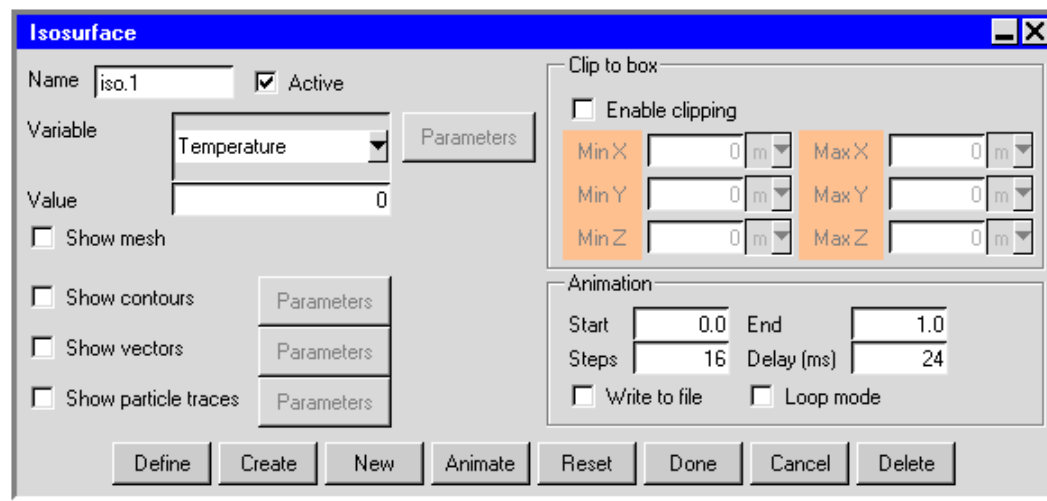 Isosurface
Name iso.1 Active
Variable Temperature Parameters
Value 0
Show mesh
Show contours Parameters
Show vectors Parameters
Show particle traces Parameters
Clip to box
Enable clipping
Min X 0 m Max X 0 m
Min Y 0 m Max Y 0 m
Min Z 0 m Max Z 0 m
Animation
Start 0.0 End 1.0
Steps 16 Delay (ms) 24
Write to file Loop mode
Define Create New Animate Reset Done Cancel Delete